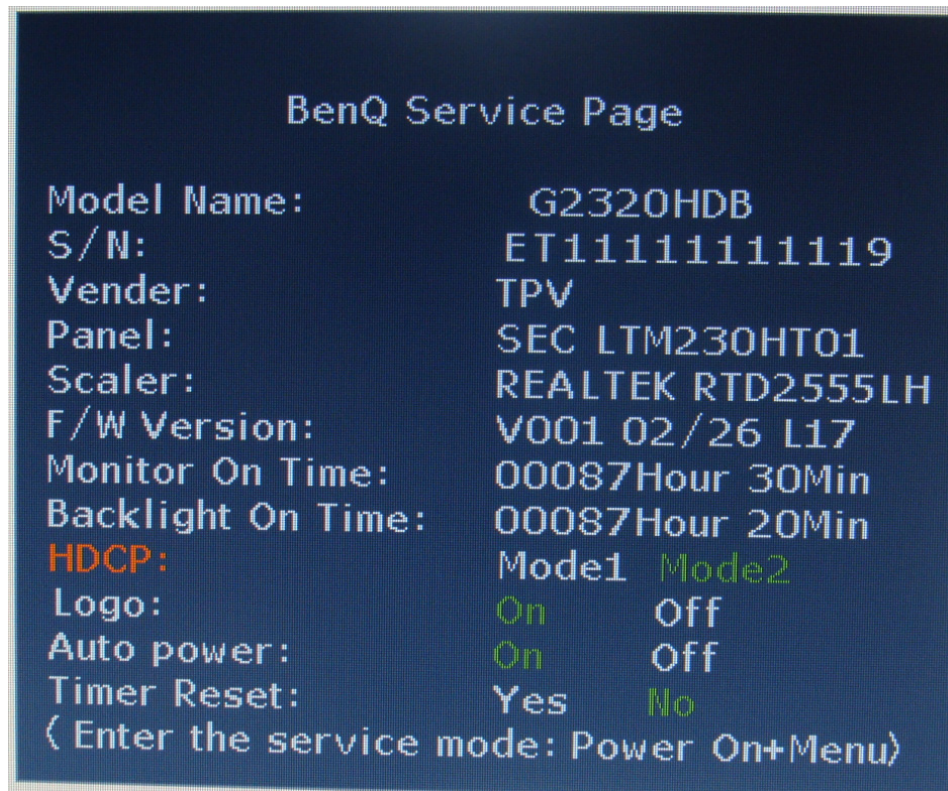 BenQ Service Page
Model Name: G2320HDB
S/N: ET11111111119
Vender: TPV
Panel: SEC LTM230HT01
Scaler: REALTEK RTD2555LH
F/W Version: V001 02/26 L17
Monitor On Time: 00087Hour 30Min
Backlight On Time: 00087Hour 20Min
HDCP: Mode1 Mode2
Logo: On Off
Auto power: On Off
Timer Reset: Yes No
(Enter the service mode: Power On+Menu)